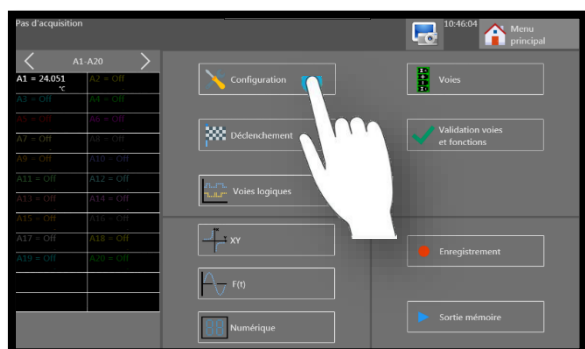 Pas d'acquisition
10:46:04
Menu
principal
A1-A20
A1 = 24.051
°C
A2 = Off
A3 = Off
A4 = Off
A5 = Off
A6 = Off
A7 = Off
A8 = Off
A9 = Off
A10 = Off
A11 = Off
A12 = Off
A13 = Off
A14 = Off
A15 = Off
A16 = Off
A17 = Off
A18 = Off
A19 = Off
A20 = Off
Configuration
Voies
Déclenchement
Validation voies
et fonctions
Voies logiques
XY
Enregistrement
F(t)
Sortie mémoire
Numérique